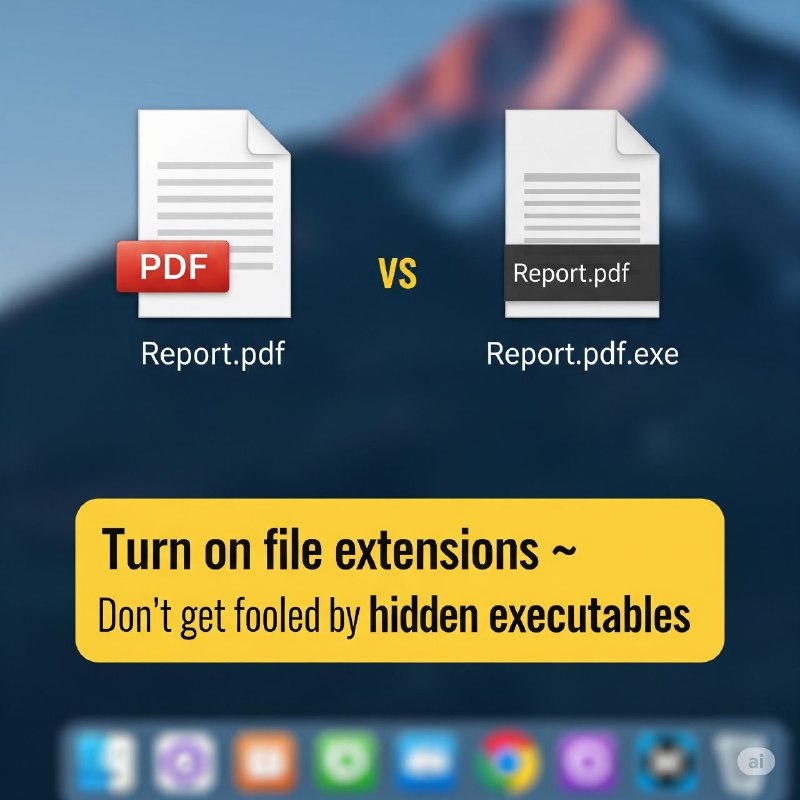 PDF
VS
Report.pdf
Report.pdf
Report.pdf.exe
Turn on file extensions ~
Don't get fooled by hidden executables
ai